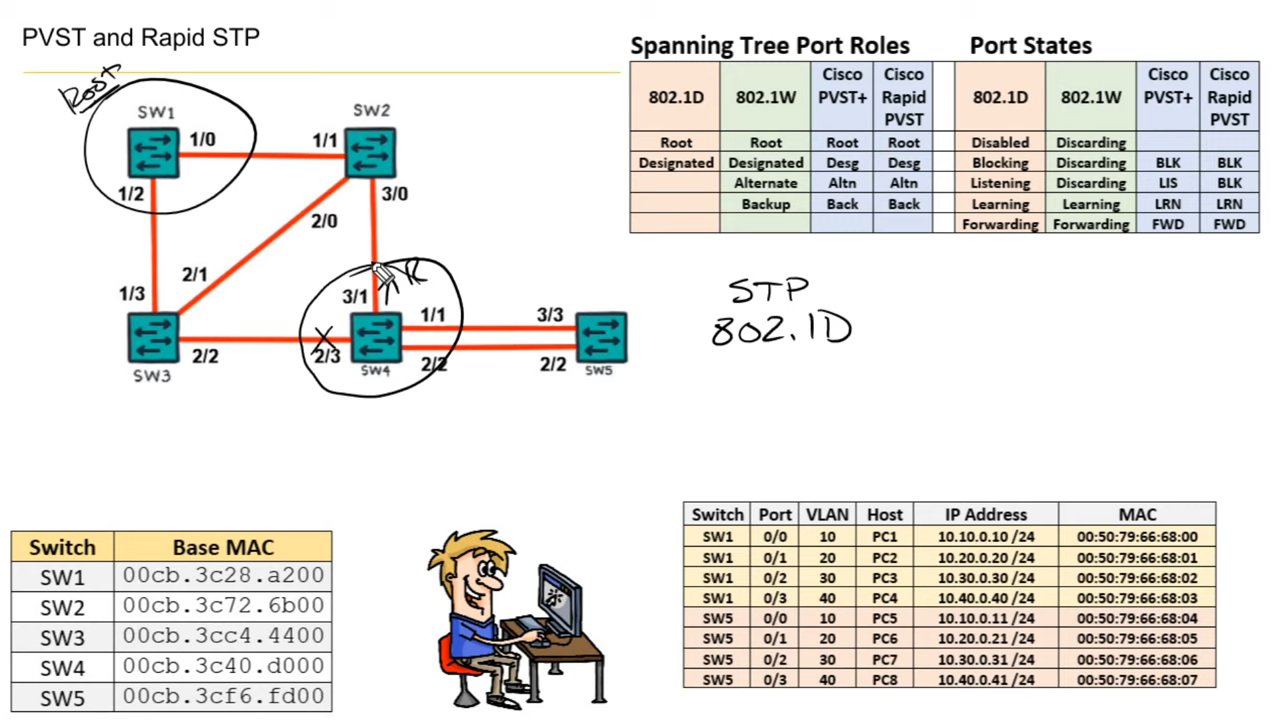 PVST and Rapid STP
Root
SW1
1/0
1/1
SW2
1/2
3/0
2/0
2/1
1/3
R
3/1
1/1
3/3
X
2/2
2/3
2/2
2/2
SW3
SW4
SW5
Spanning Tree Port Roles
802.1D 802.1W Cisco PVST+ Cisco Rapid PVST
Root Root Root Root
Designated Designated Desg Desg
Alternate Altn Altn
Backup Back Back
Port States
802.1D 802.1W Cisco PVST+ Cisco Rapid PVST
Disabled Discarding
Blocking Discarding BLK BLK
Listening Discarding LIS BLK
Learning Learning LRN LRN
Forwarding Forwarding FWD FWD
STP
802.1D
Switch Base MAC
SW1 00cb.3c28.a200
SW2 00cb.3c72.6b00
SW3 00cb.3cc4.4400
SW4 00cb.3c40.d000
SW5 00cb.3cf6.fd00
Switch Port VLAN Host IP Address MAC
SW1 0/0 10 PC1 10.10.0.10 /24 00:50:79:66:68:00
SW1 0/1 20 PC2 10.20.0.20 /24 00:50:79:66:68:01
SW1 0/2 30 PC3 10.30.0.30 /24 00:50:79:66:68:02
SW1 0/3 40 PC4 10.40.0.40 /24 00:50:79:66:68:03
SW5 0/0 10 PC5 10.10.0.11 /24 00:50:79:66:68:04
SW5 0/1 20 PC6 10.20.0.21 /24 00:50:79:66:68:05
SW5 0/2 30 PC7 10.30.0.31 /24 00:50:79:66:68:06
SW5 0/3 40 PC8 10.40.0.41 /24 00:50:79:66:68:07